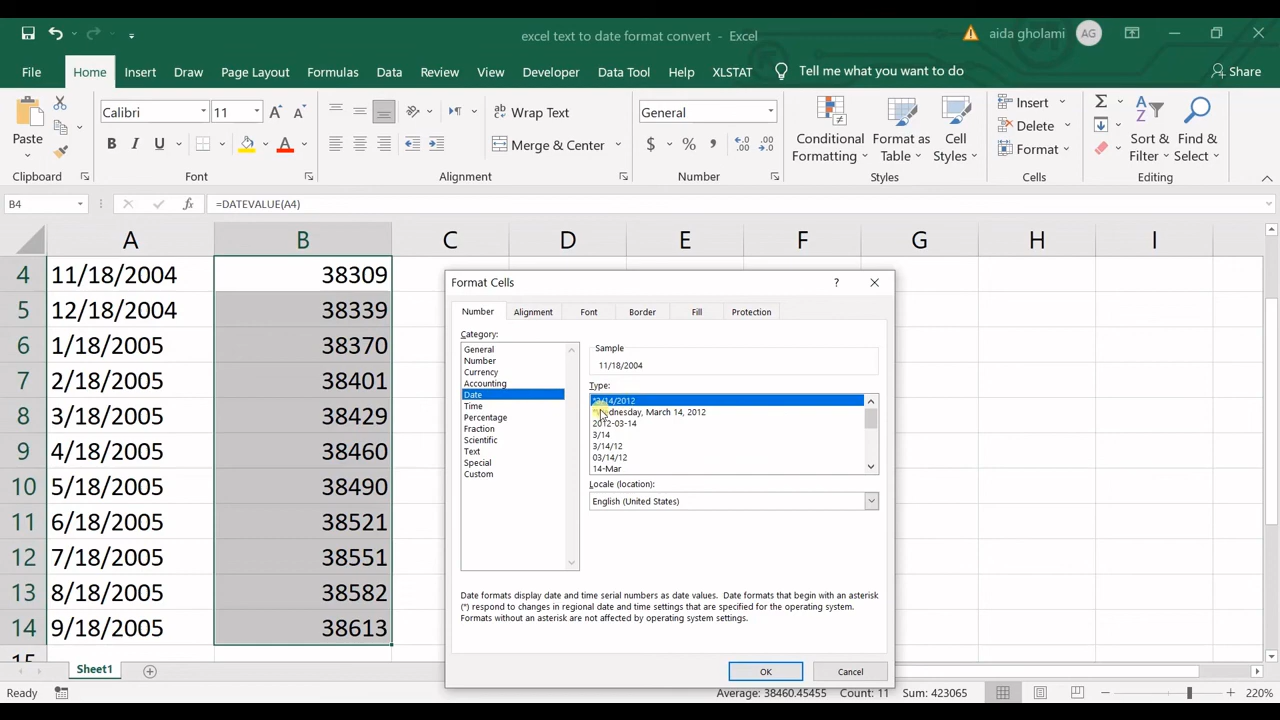 excel text to date format convert - Excel
aida gholami AG
File Home Insert Draw Page Layout Formulas Data Review View Developer Data Tool Help XLSTAT Tell me what you want to do Share
Paste
Calibri 11
B I U
Wrap Text
Merge & Center
General
$ % ,
Conditional Formatting
Format as Table
Cell Styles
Insert
Delete
Format
Sort & Filter
Find & Select
Clipboard Font Alignment Number Styles Cells Editing
B4 fx =DATEVALUE(A4)
A B C D E F G H I
4 11/18/2004 38309
5 12/18/2004 38339
6 1/18/2005 38370
7 2/18/2005 38401
8 3/18/2005 38429
9 4/18/2005 38460
10 5/18/2005 38490
11 6/18/2005 38521
12 7/18/2005 38551
13 8/18/2005 38582
14 9/18/2005 38613
15
Format Cells ?
Number Alignment Font Border Fill Protection
Category:
General
Number
Currency
Accounting
Date
Time
Percentage
Fraction
Scientific
Text
Special
Custom
Sample
11/18/2004
Type:
*3/14/2012
*Wednesday, March 14, 2012
2012-03-14
3/14
3/14/12
03/14/12
14-Mar
Locale (location):
English (United States)
Date formats display date and time serial numbers as date values. Date formats that begin with an asterisk
(*) respond to changes in regional date and time settings that are specified for the operating system.
Formats without an asterisk are not affected by operating system settings.
OK Cancel
Sheet1
Ready Average: 38460.45455 Count: 11 Sum: 423065 220%